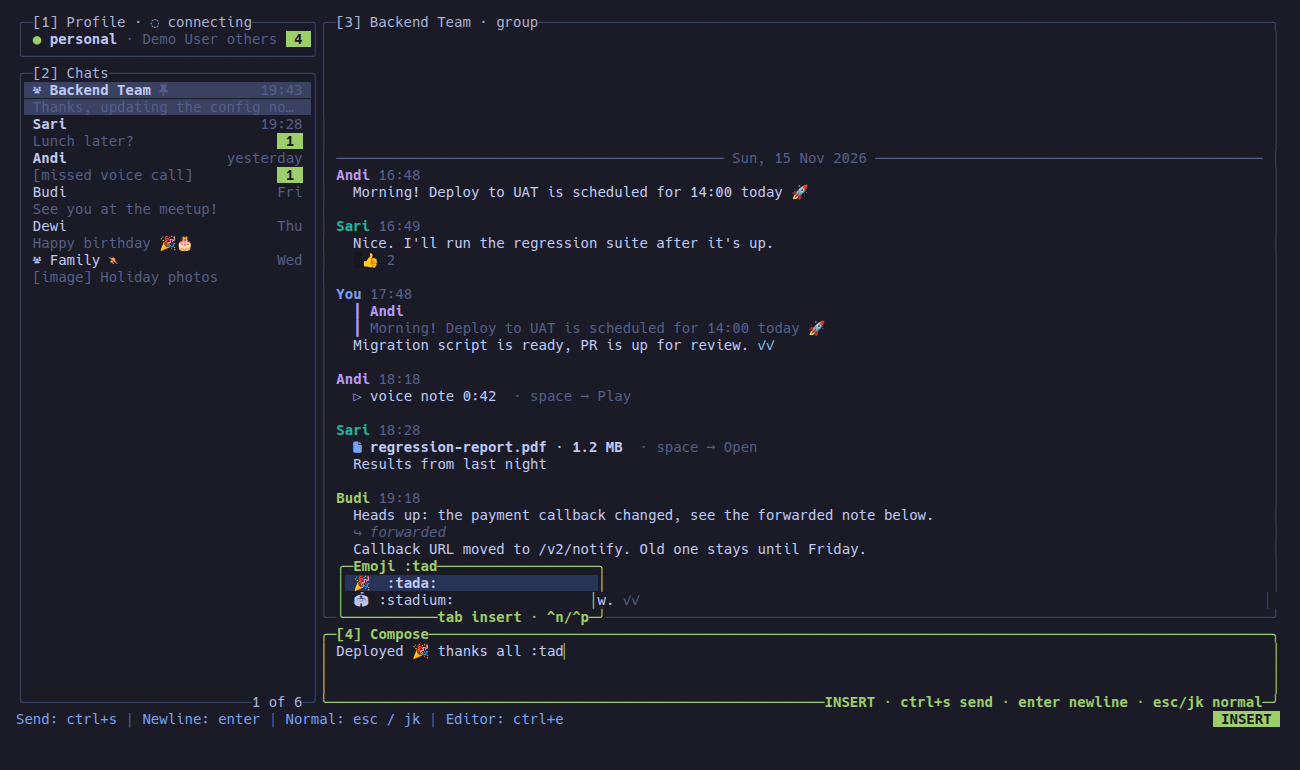 [1] Profile · ◌ connecting
● personal · Demo User others 4
[2] Chats
Backend Team 19:43
Thanks, updating the config no…
Sari 19:28
Lunch later? 1
Andi yesterday
[missed voice call] 1
Budi Fri
See you at the meetup!
Dewi Thu
Happy birthday 🎉🎂
Family Wed
[image] Holiday photos
1 of 6
[3] Backend Team · group
Sun, 15 Nov 2026
Andi 16:48
Morning! Deploy to UAT is scheduled for 14:00 today 🚀
Sari 16:49
Nice. I'll run the regression suite after it's up.
👍 2
You 17:48
Andi
Morning! Deploy to UAT is scheduled for 14:00 today 🚀
Migration script is ready, PR is up for review. ✓✓
Andi 18:18
▷ voice note 0:42 · space → Play
Sari 18:28
regression-report.pdf · 1.2 MB · space → Open
Results from last night
Budi 19:18
Heads up: the payment callback changed, see the forwarded note below.
↪ forwarded
Callback URL moved to /v2/notify. Old one stays until Friday.
Emoji :tad
🎉 :tada:
🏟 :stadium:
w. ✓✓
tab insert · ^n/^p
[4] Compose
Deployed 🎉 thanks all :tad
INSERT · ctrl+s send · enter newline · esc/jk normal
Send: ctrl+s | Newline: enter | Normal: esc / jk | Editor: ctrl+e
INSERT